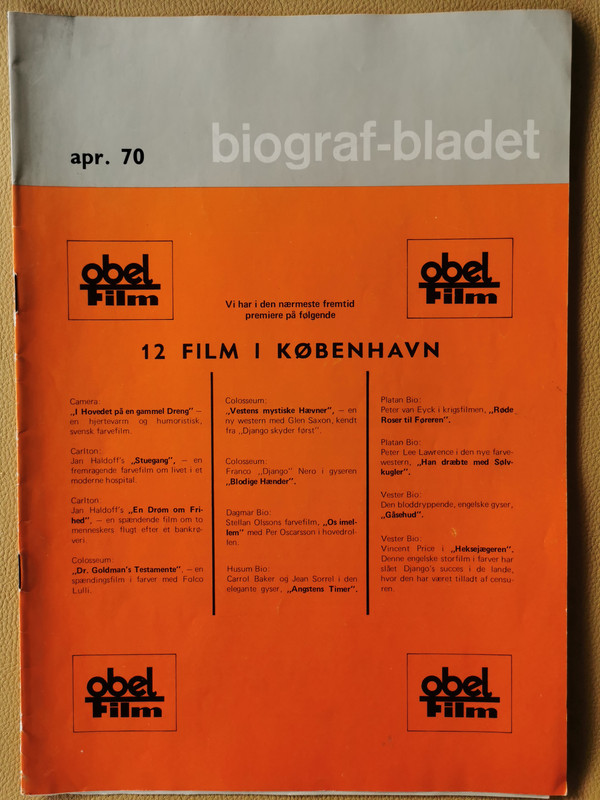 apr. 70
biograf-bladet
obel
Film
obel
Film
Vi har i den nærmeste fremtid
premiere på følgende
12 FILM I KØBENHAVN
Camera:
„I Hovedet på en gammel Dreng" —
en hjertevarm og humoristisk,
svensk farvefilm.
Carlton:
Jan Haldoff's „Stuegang", — en
fremragende farvefilm om livet i et
moderne hospital.
Carlton:
Jan Haldoff's „En Drøm om Fri-
hed", — en spændende film om to
menneskers flugt efter et bankrø-
veri.
Colosseum:
„Dr. Goldman's Testamente". — en
spændingsfilm i farver med Folco
Lulli.
Colosseum:
„Vestens mystiske Hævner", — en
ny western med Glen Saxon, kendt
fra „Django skyder først".
Colosseum:
Franco „Django" Nero i gyseren
„Blodige Hænder".
Dagmar Bio:
Stellan Olssons farvefilm, „Os imel-
lem" med Per Oscarsson i hovedrol-
len.
Husum Bio:
Carrol Baker og Jean Sorrel i den
elegante gyser, „Angstens Timer".
Platan Bio:
Peter van Eyck i krigsfilmen, „Røde
Roser til Føreren".
Platan Bio:
Peter Lee Lawrence i den nye farve-
western, „Han dræbte med Sølv-
kugler".
Vester Bio:
Den bloddryppende, engelske gyser,
„Gåsehud".
Vester Bio:
Vincent Price i „Heksejægeren".
Denne engelske storfilm i farver har
slået Django's succes i de lande,
hvor den har været tilladt af censu-
ren.
obel
Film
obel
Film